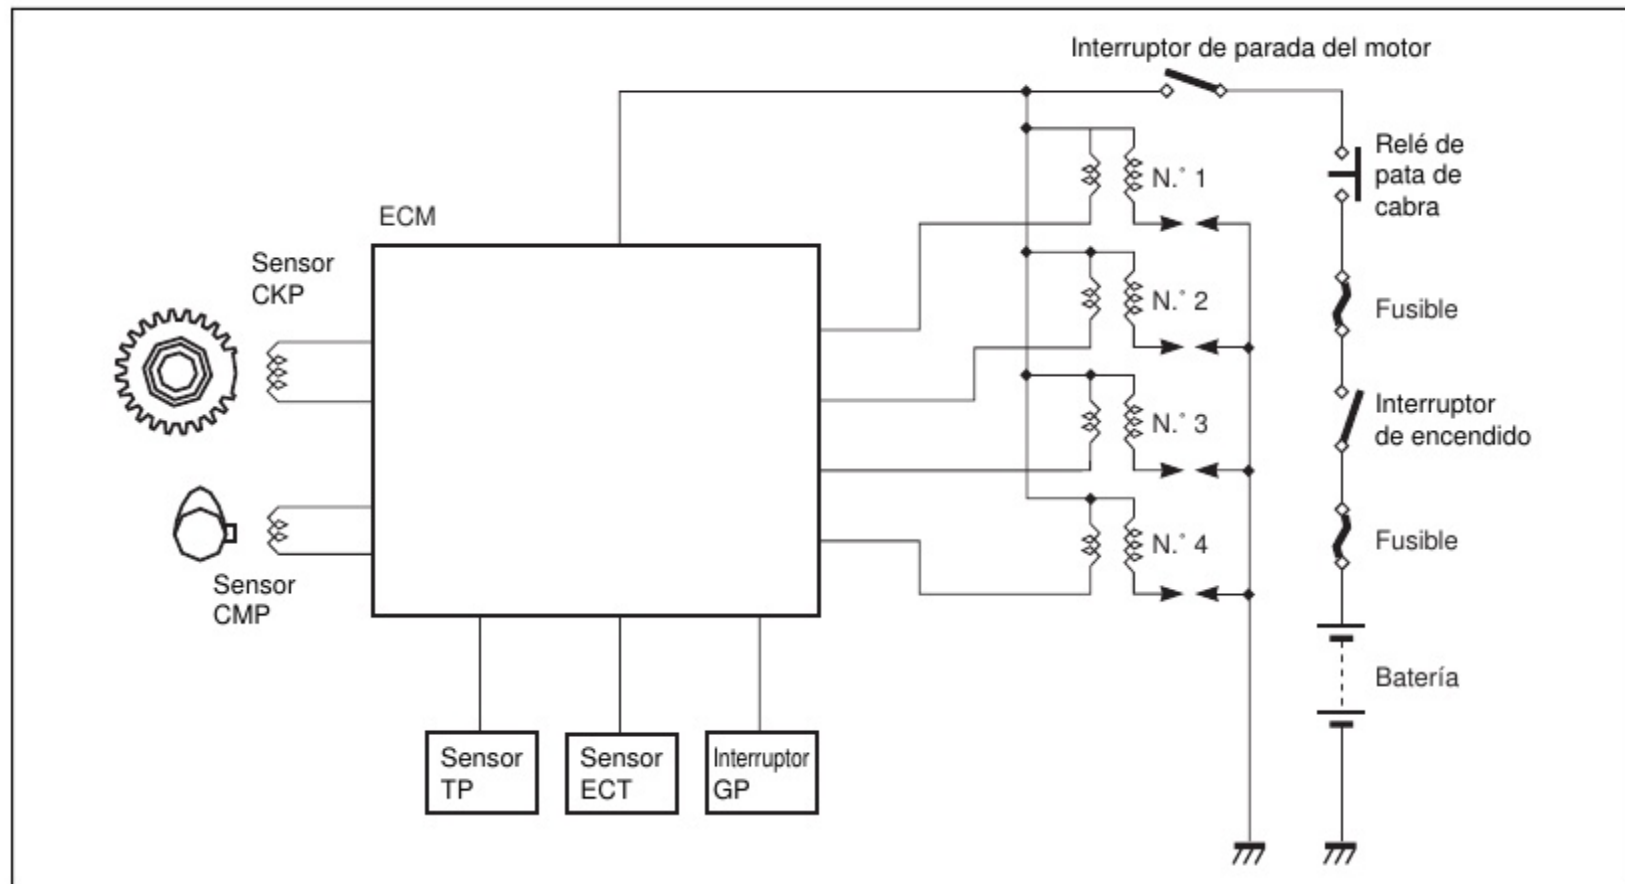 Interruptor de parada del motor
Relé de
pata de
cabra
N.° 1
ECM
Sensor
CKP
N.° 2
Fusible
N.° 3
Interruptor
de encendido
N.° 4
Fusible
Sensor
CMP
Batería
Sensor
TP
Sensor
ECT
Interruptor
GP